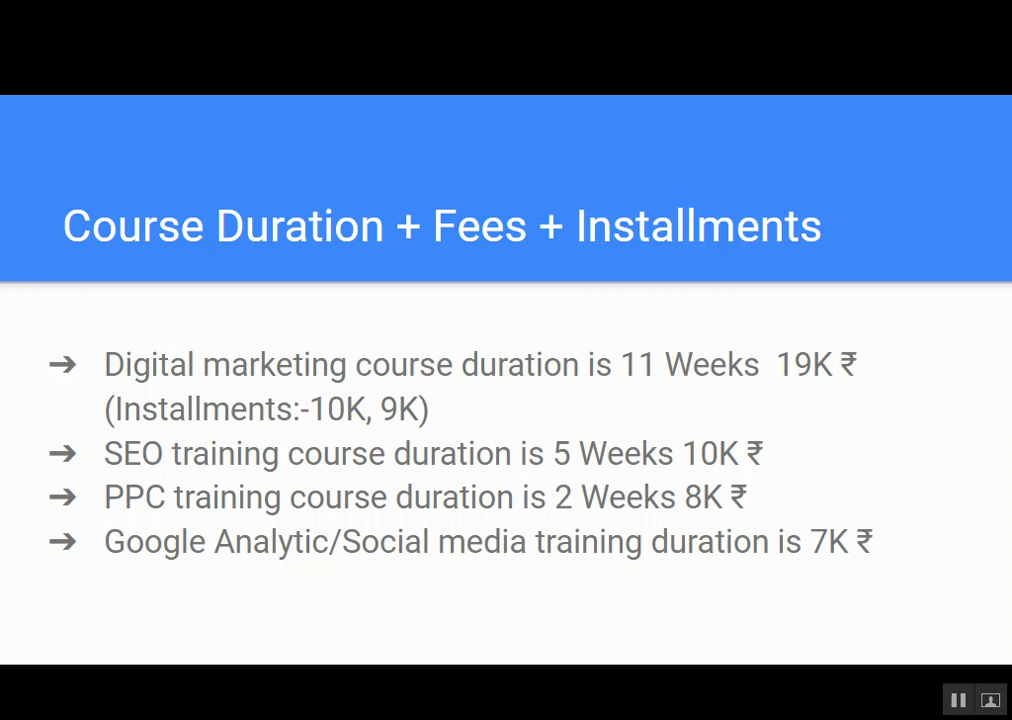 Course Duration + Fees + Installments
➔ Digital marketing course duration is 11 Weeks  19K ₹
(Installments:-10K, 9K)
➔ SEO training course duration is 5 Weeks 10K ₹
➔ PPC training course duration is 2 Weeks 8K ₹
➔ Google Analytic/Social media training duration is 7K ₹